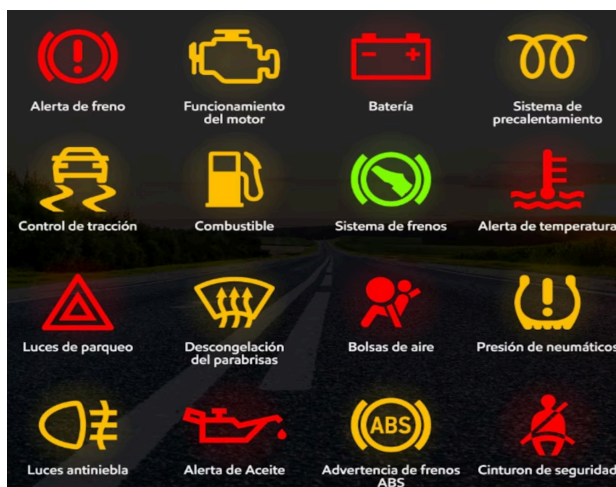 Alerta de freno
Funcionamiento
del motor
Batería
Sistema de
precalentamiento
Control de tracción
Combustible
Sistema de frenos
Alerta de temperatura
Luces de parqueo
Descongelación
del parabrisas
Bolsas de aire
Presión de neumáticos
Luces antiniebla
Alerta de Aceite
ABS
Advertencia de frenos
ABS
Cinturon de seguridad